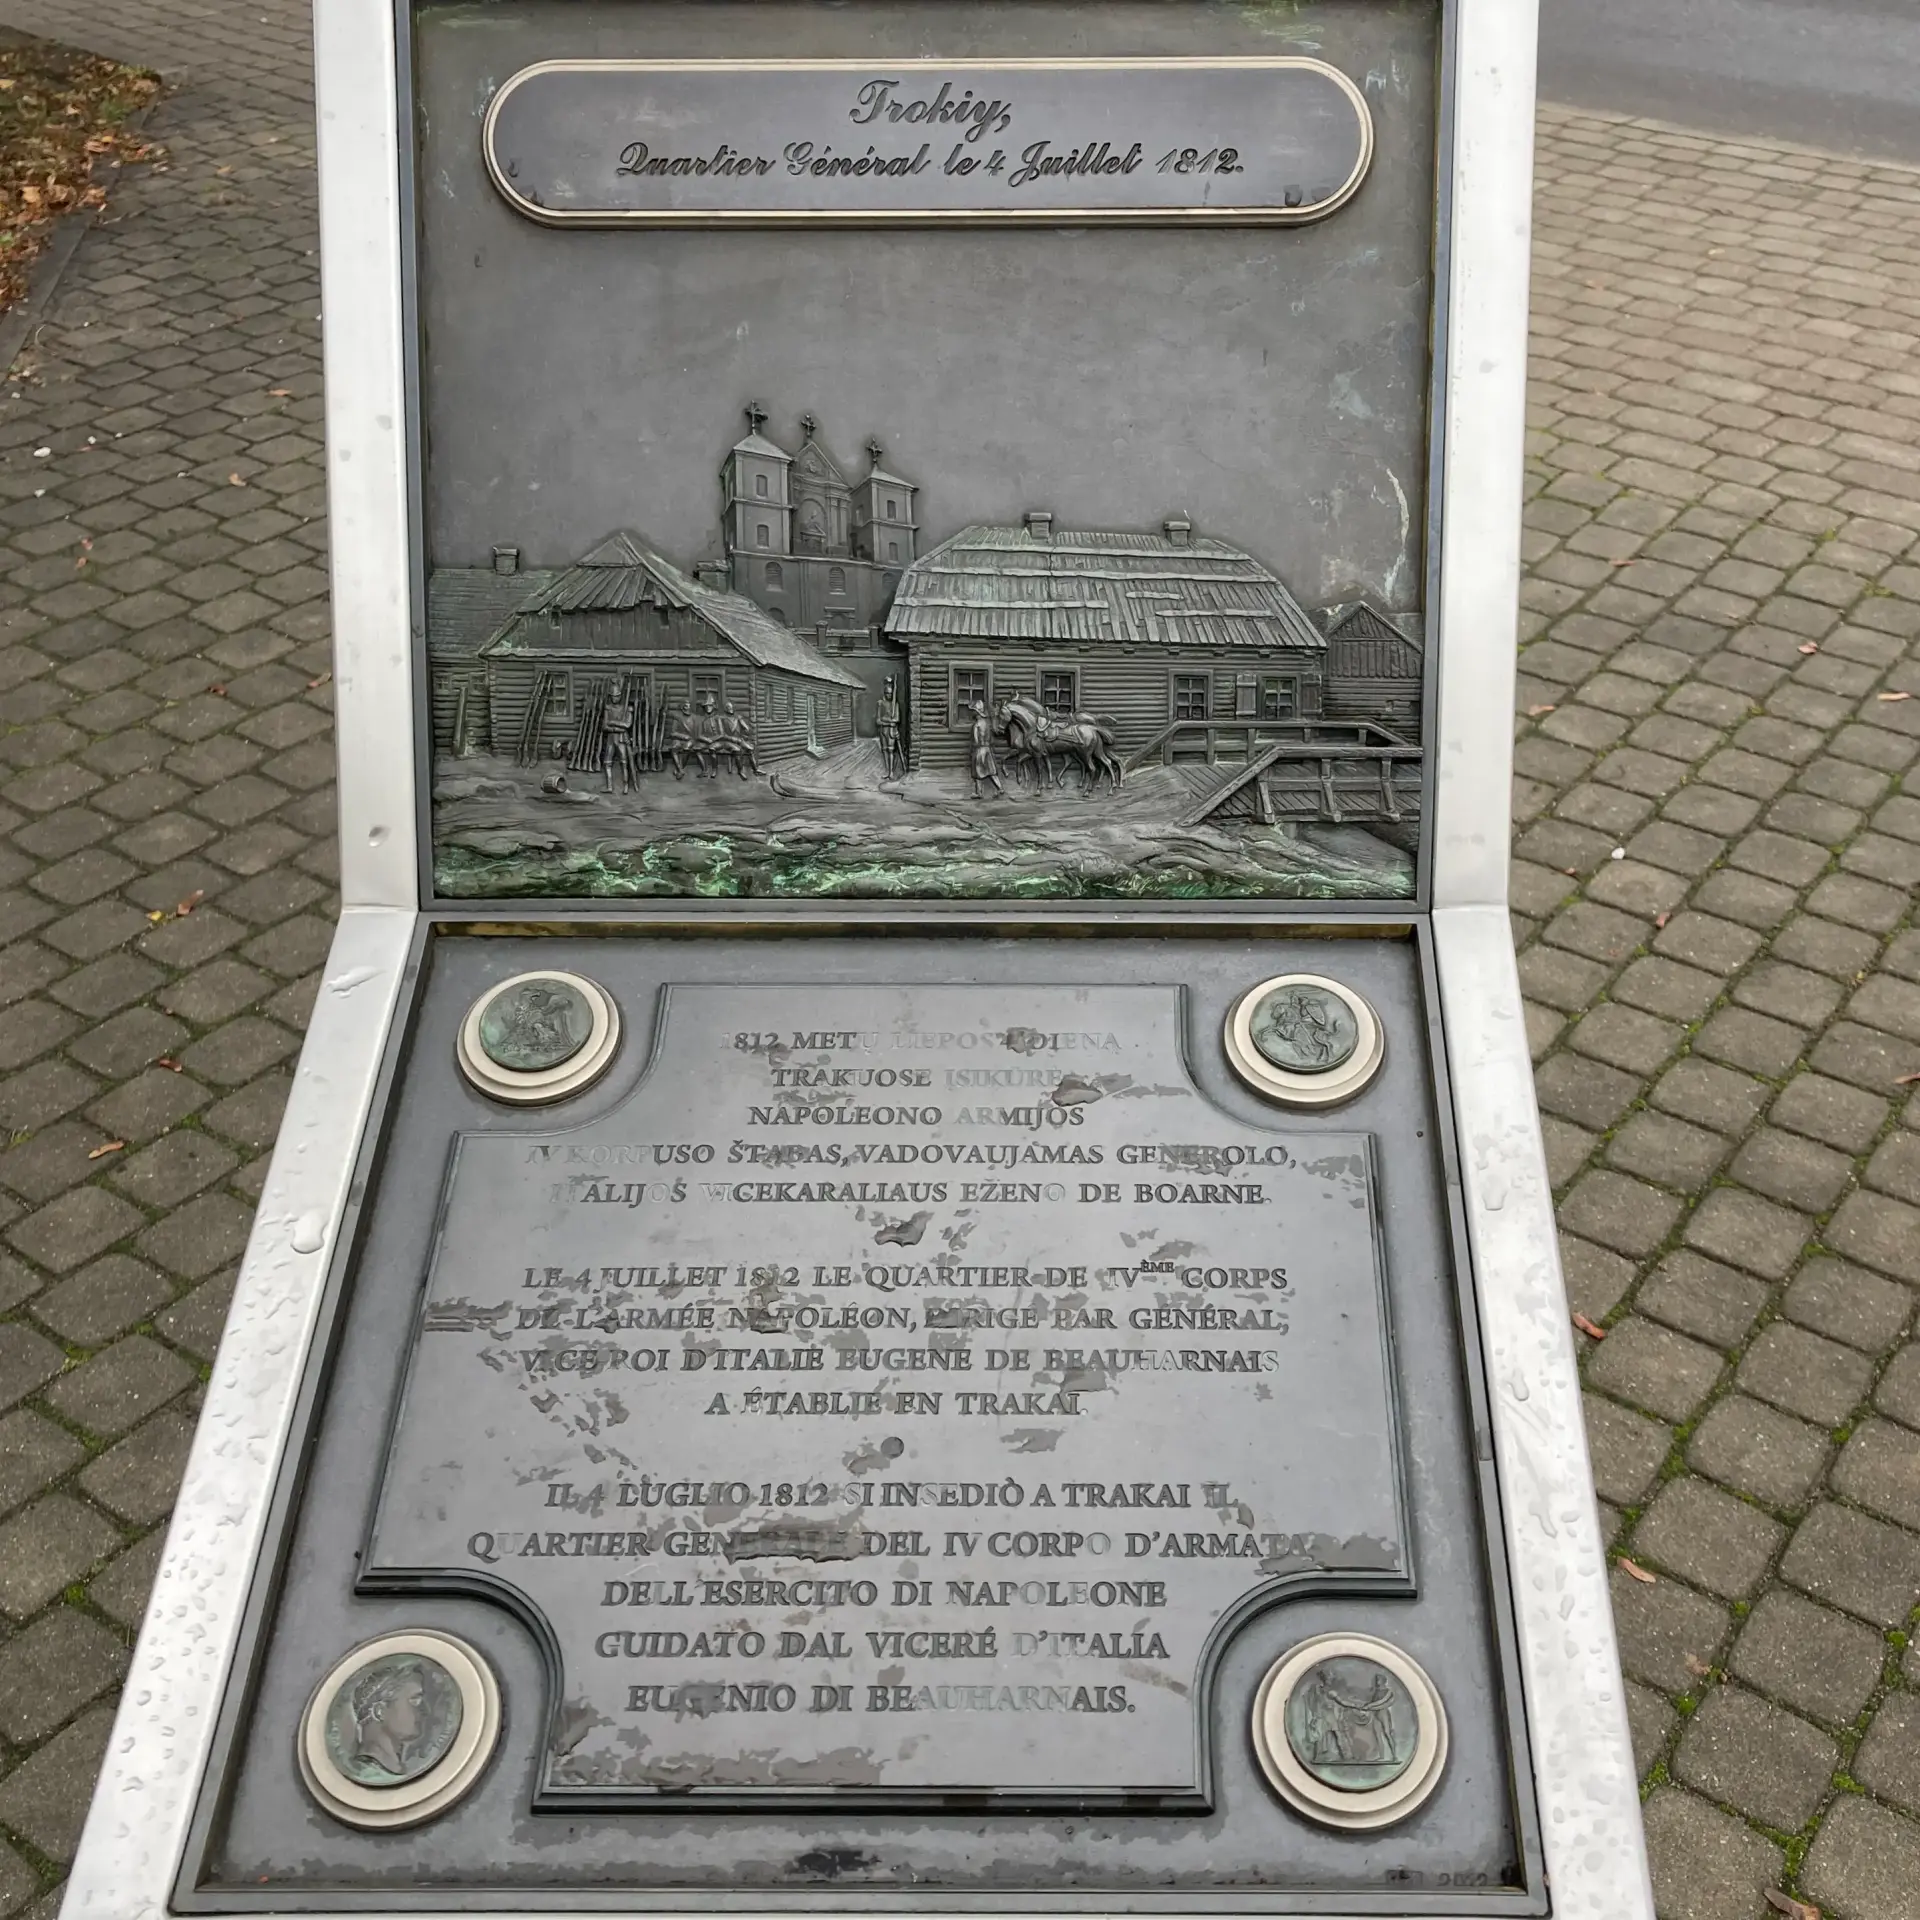 Trokiy,
Quartier Général le 4 Juillet 1812.
1812 METŲ LIEPOS 4 DIENĄ
TRAKUOSE ĮSIKŪRĖ
NAPOLEONO ARMIJOS
IV KORPUSO ŠTABAS, VADOVAUJAMAS GENEROLO,
ITALIJOS VICEKARALIAUS EŽENO DE BOARNĖ.
LE 4 JUILLET 1812 LE QUARTIER DE IVÈME CORPS
DE L'ARMÉE NAPOLÉON, DIRIGÉ PAR GÉNÉRAL,
VICE ROI D'ITALIE EUGÈNE DE BEAUHARNAIS
A ÉTABLIE EN TRAKAI.
IL 4 LUGLIO 1812 SI INSEDIÒ A TRAKAI IL
QUARTIER GENERALE DEL IV CORPO D'ARMATA
DELL'ESERCITO DI NAPOLEONE
GUIDATO DAL VICERÉ D'ITALIA
EUGENIO DI BEAUHARNAIS.